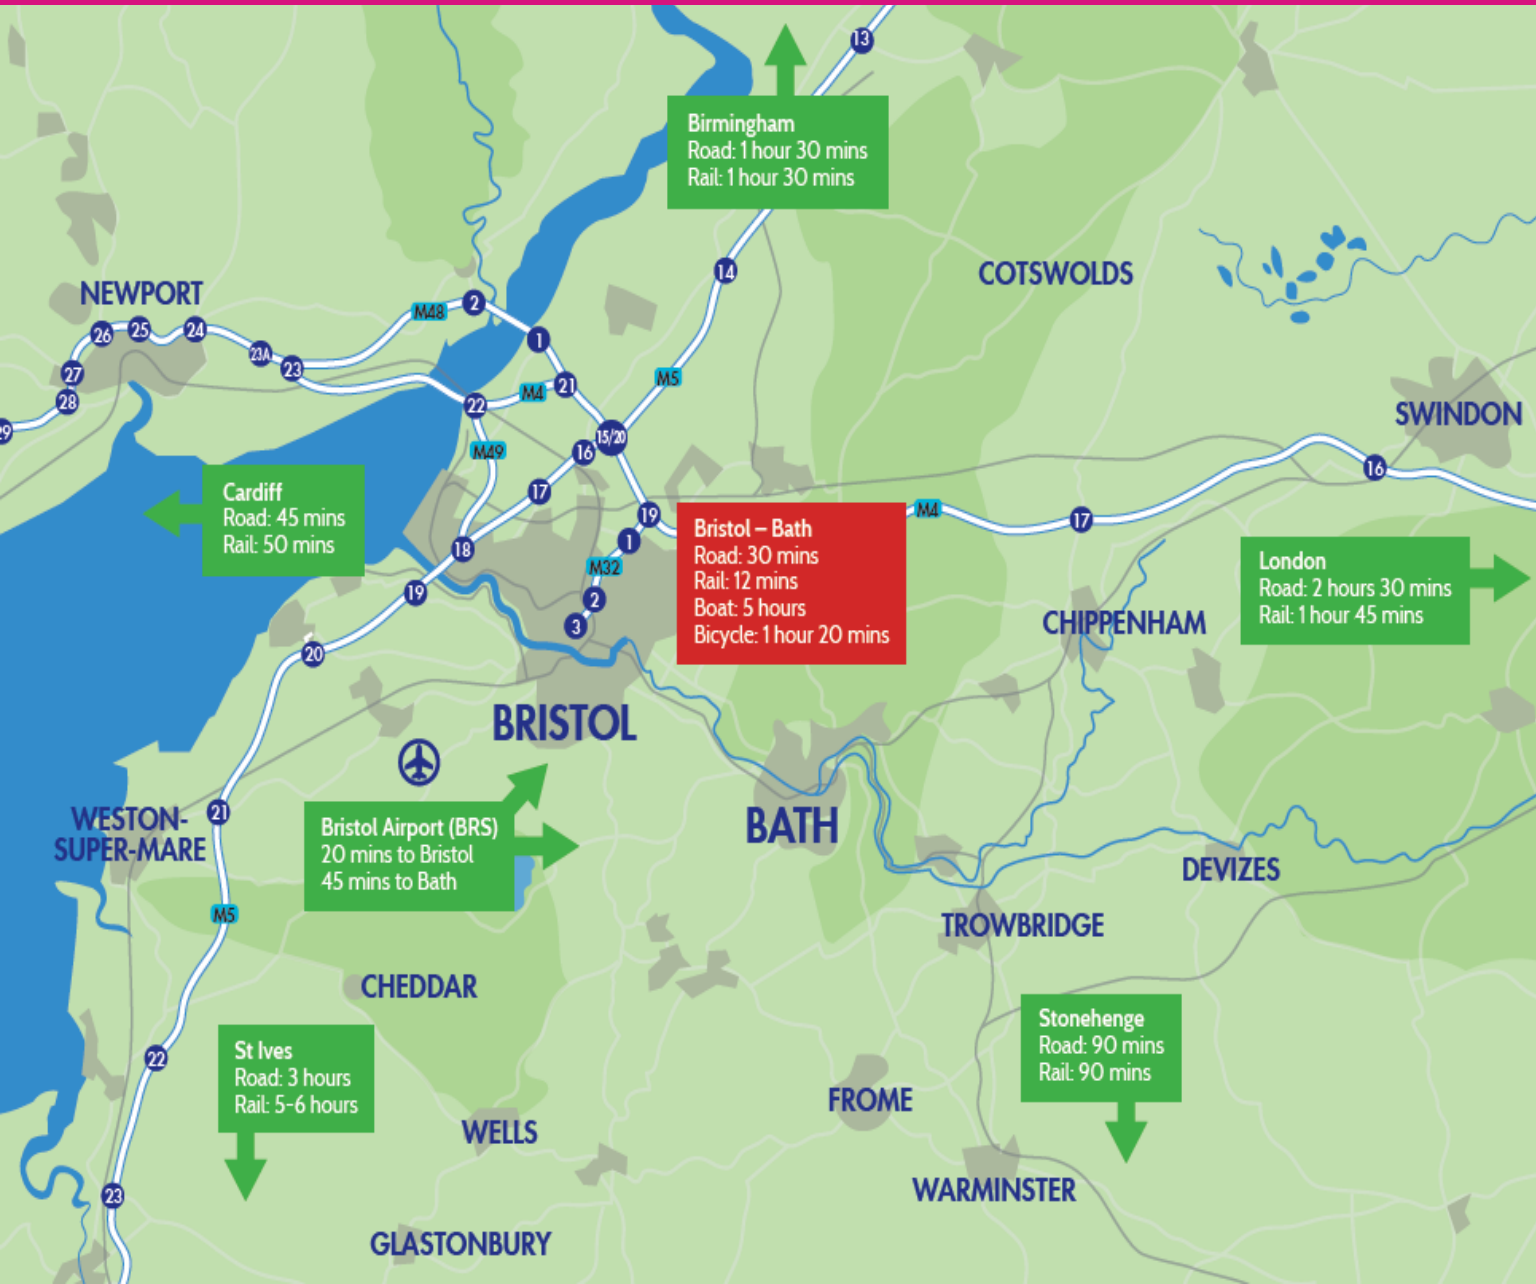 13
Birmingham
Road: 1 hour 30 mins
Rail: 1 hour 30 mins
14
COTSWOLDS
NEWPORT
26
25
24
23A
23
27
28
29
M48
2
1
M4
21
22
M5
15/20
M49
16
17
18
19
1
M32
2
3
SWINDON
16
M4
17
Cardiff
Road: 45 mins
Rail: 50 mins
Bristol – Bath
Road: 30 mins
Rail: 12 mins
Boat: 5 hours
Bicycle: 1 hour 20 mins
London
Road: 2 hours 30 mins
Rail: 1 hour 45 mins
CHIPPENHAM
19
20
BRISTOL
21
WESTON-
SUPER-MARE
Bristol Airport (BRS)
20 mins to Bristol
45 mins to Bath
BATH
DEVIZES
M5
TROWBRIDGE
CHEDDAR
St Ives
Road: 3 hours
Rail: 5-6 hours
Stonehenge
Road: 90 mins
Rail: 90 mins
22
FROME
WELLS
WARMINSTER
23
GLASTONBURY